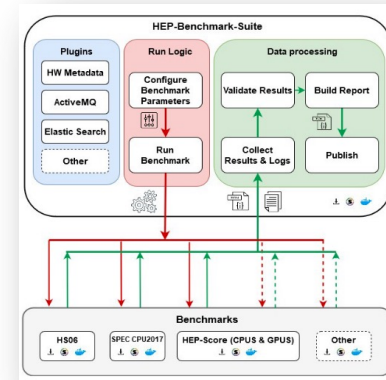 HEP-Benchmark-Suite
Plugins
HW Metadata
ActiveMQ
Elastic Search
Other
Run Logic
Configure
Benchmark
Parameters
Run
Benchmark
Data processing
Validate Results
Build Report
Collect
Results & Logs
Publish
Benchmarks
HS06
SPEC CPU2017
HEP-Score (CPUS & GPUS)
Other